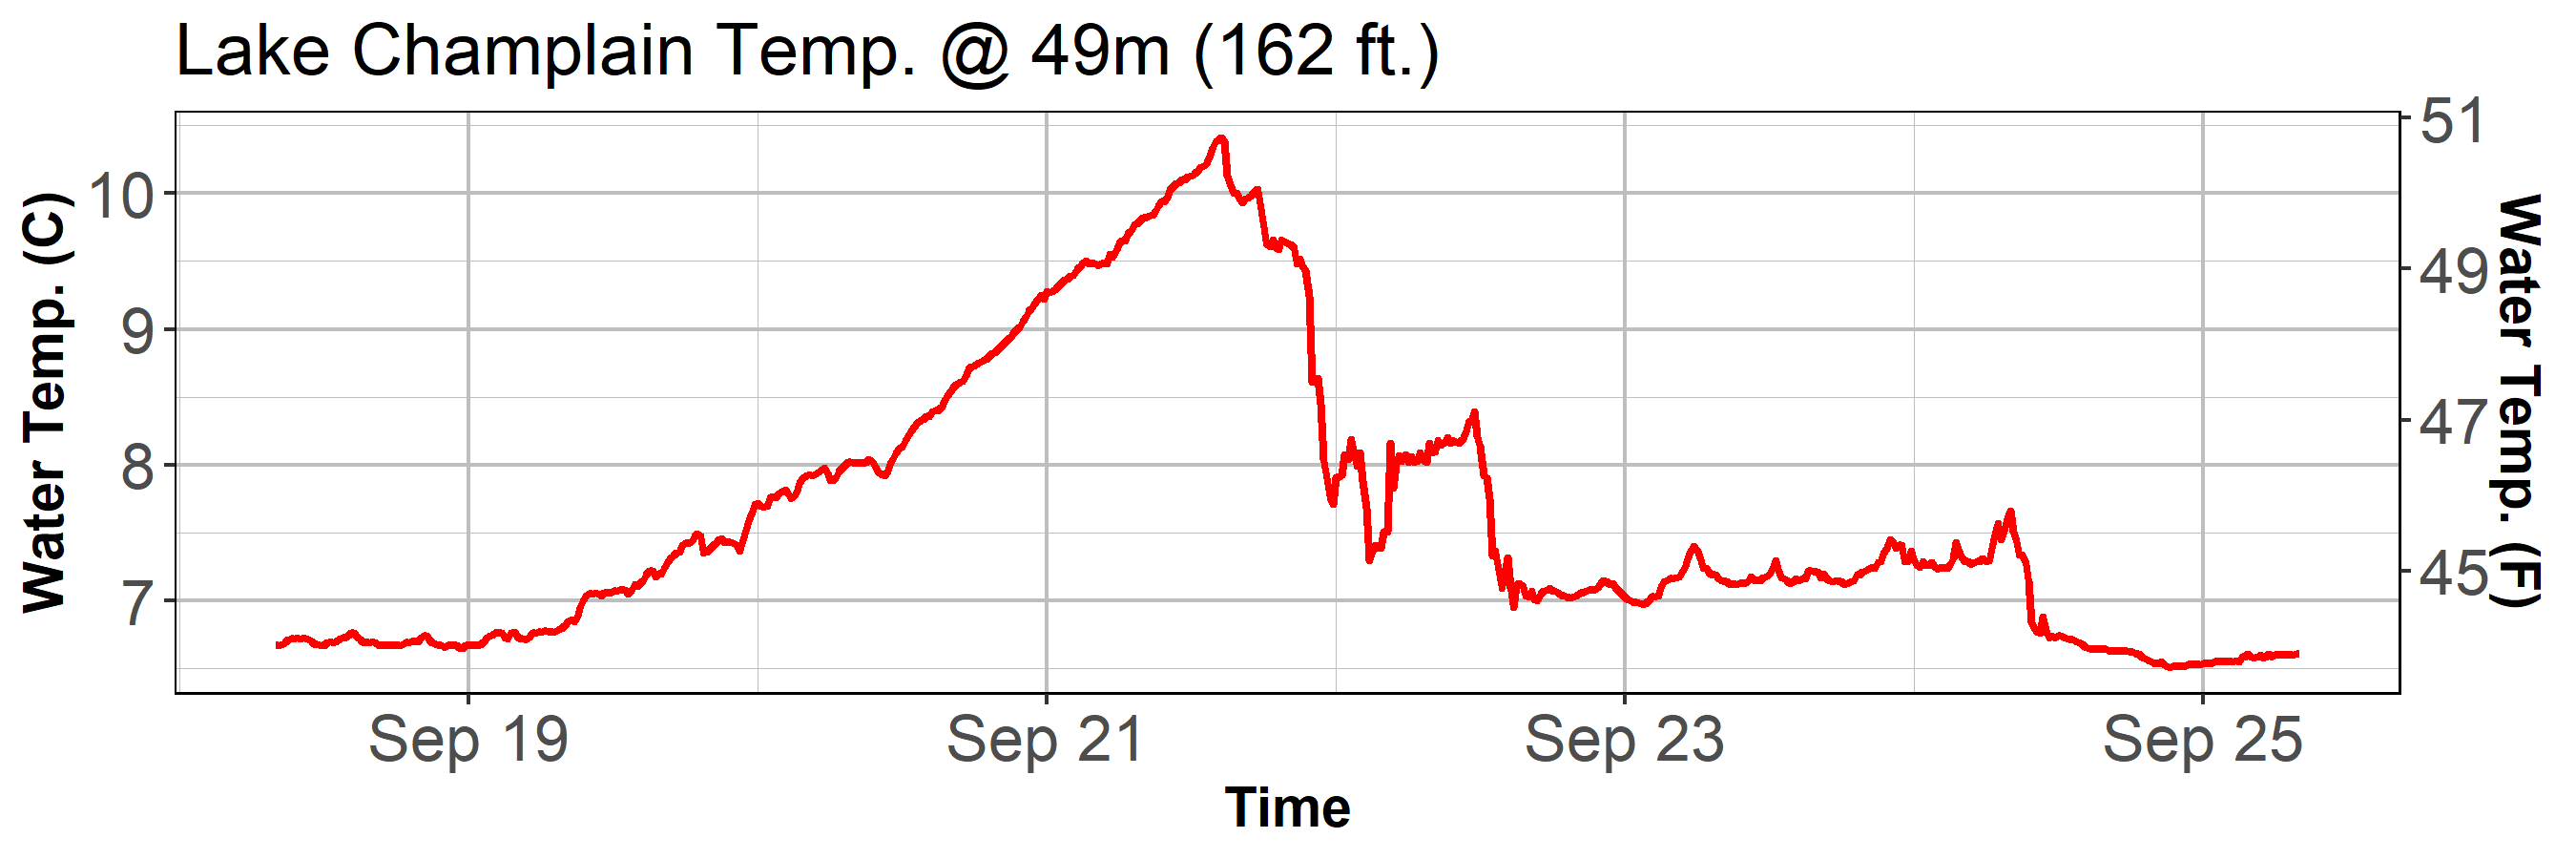 Lake Champlain Temp. @ 49m (162 ft.)
Water Temp. (C)
10
9
8
7
51
49
47
45
Water Temp. (F)
Sep 19
Sep 21
Sep 23
Sep 25
Time